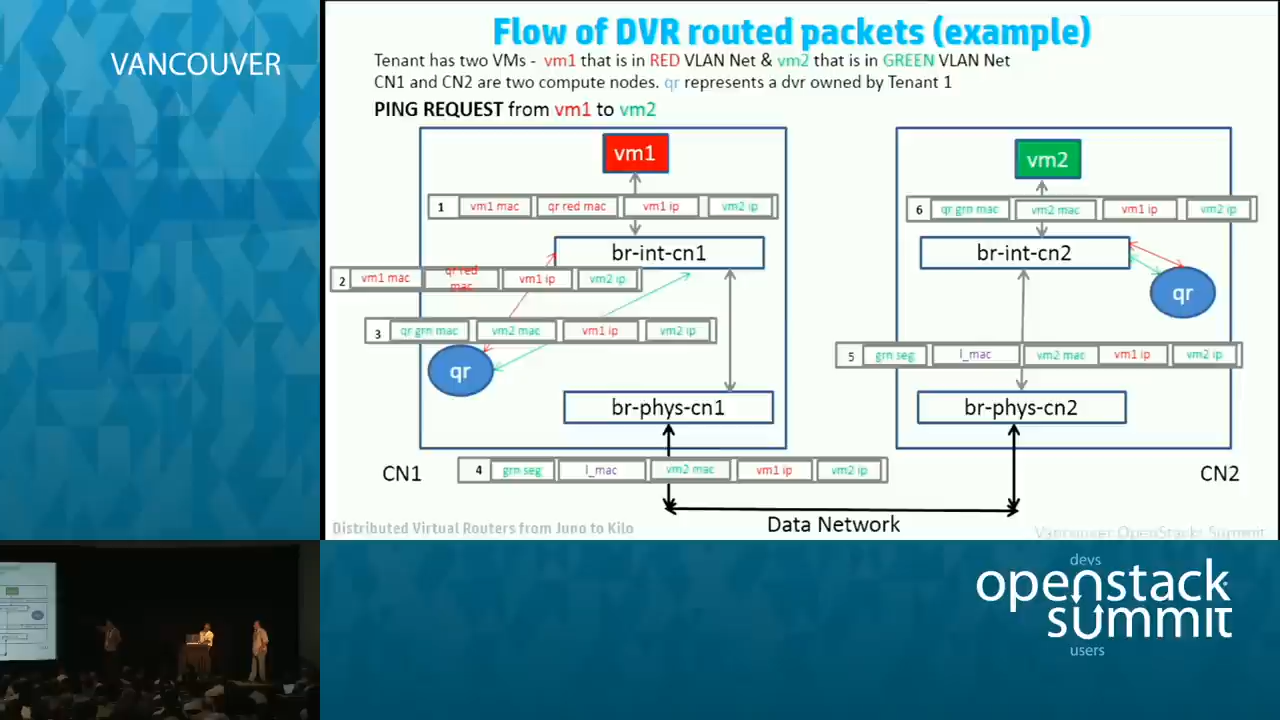 VANCOUVER
Flow of DVR routed packets (example)
Tenant has two VMs - vm1 that is in RED VLAN Net & vm2 that is in GREEN VLAN Net
CN1 and CN2 are two compute nodes. qr represents a dvr owned by Tenant 1
PING REQUEST from vm1 to vm2
vm1
vm2
1 vm1 mac qr red mac vm1 ip vm2 ip
6 qr grn mac vm2 mac vm1 ip vm2 ip
br-int-cn1
br-int-cn2
2 vm1 mac qr red mac vm1 ip vm2 ip
qr
3 qr grn mac vm2 mac vm1 ip vm2 ip
5 grn seg l_mac vm2 mac vm1 ip vm2 ip
qr
br-phys-cn1
br-phys-cn2
CN1
4 grn seg l_mac vm2 mac vm1 ip vm2 ip
CN2
Data Network
Distributed Virtual Routers from Juno to Kilo
Vancouver OpenStack Summit
devs
openstack
summit
users